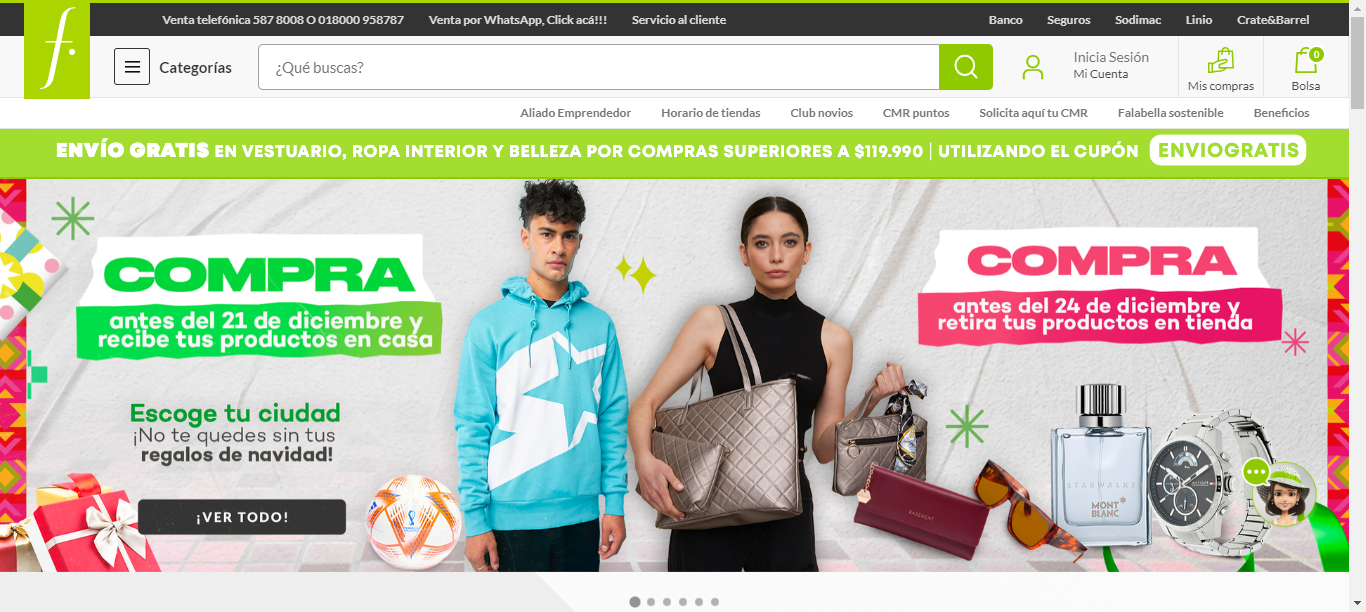 Venta telefónica 587 8008 O 018000 958787 Venta por WhatsApp, Click acá!!! Servicio al cliente Banco Seguros Sodimac Linio Crate&Barrel
f.
Categorías
¿Qué buscas?
Inicia Sesión
Mi Cuenta
Mis compras
0
Bolsa
Aliado Emprendedor Horario de tiendas Club novios CMR puntos Solicita aquí tu CMR Falabella sostenible Beneficios
ENVÍO GRATIS EN VESTUARIO, ROPA INTERIOR Y BELLEZA POR COMPRAS SUPERIORES A $119.990 | UTILIZANDO EL CUPÓN ENVIOGRATIS
COMPRA
antes del 21 de diciembre y
recibe tus productos en casa
Escoge tu ciudad
¡No te quedes sin tus
regalos de navidad!
¡VER TODO!
COMPRA
antes del 24 de diciembre y
retira tus productos en tienda
STARWALKER
MONT
BLANC
BASEMENT